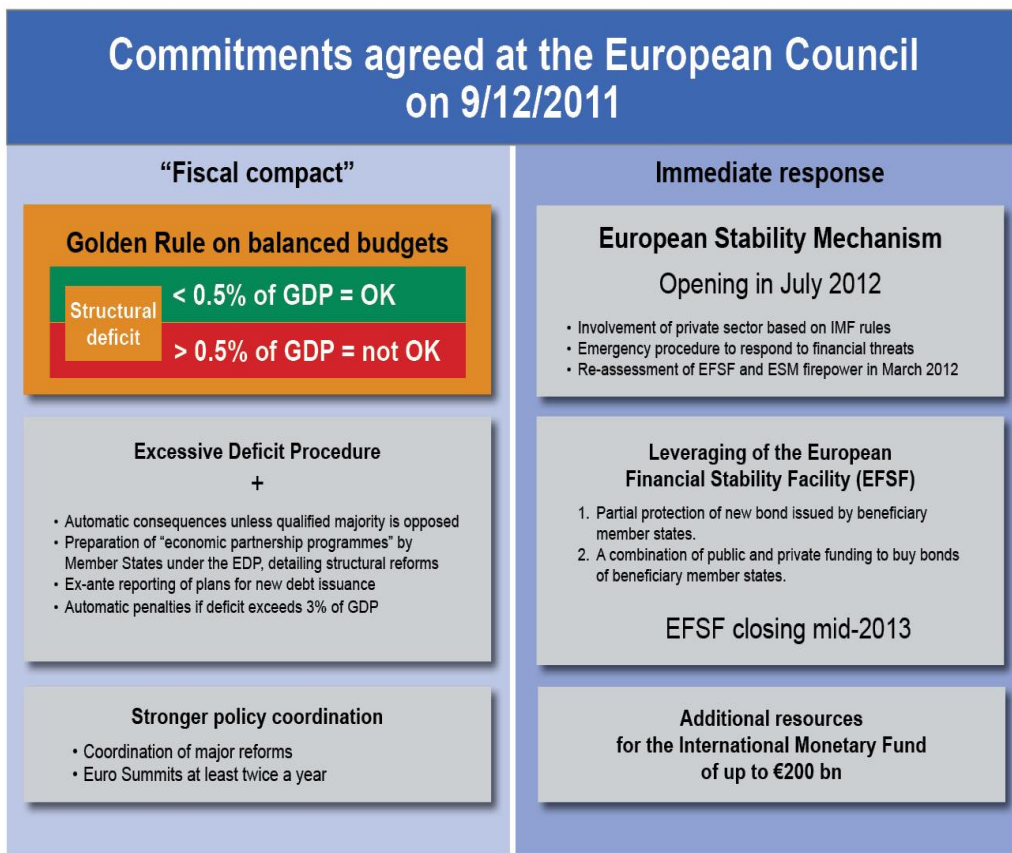 Commitments agreed at the European Council
on 9/12/2011
“Fiscal compact”
Golden Rule on balanced budgets
Structural
deficit
< 0.5% of GDP = OK
> 0.5% of GDP = not OK
Excessive Deficit Procedure
+
• Automatic consequences unless qualified majority is opposed
• Preparation of “economic partnership programmes” by
Member States under the EDP, detailing structural reforms
• Ex-ante reporting of plans for new debt issuance
• Automatic penalties if deficit exceeds 3% of GDP
Stronger policy coordination
• Coordination of major reforms
• Euro Summits at least twice a year
Immediate response
European Stability Mechanism
Opening in July 2012
• Involvement of private sector based on IMF rules
• Emergency procedure to respond to financial threats
• Re-assessment of EFSF and ESM firepower in March 2012
Leveraging of the European
Financial Stability Facility (EFSF)
1. Partial protection of new bond issued by beneficiary
member states.
2. A combination of public and private funding to buy bonds
of beneficiary member states.
EFSF closing mid-2013
Additional resources
for the International Monetary Fund
of up to €200 bn